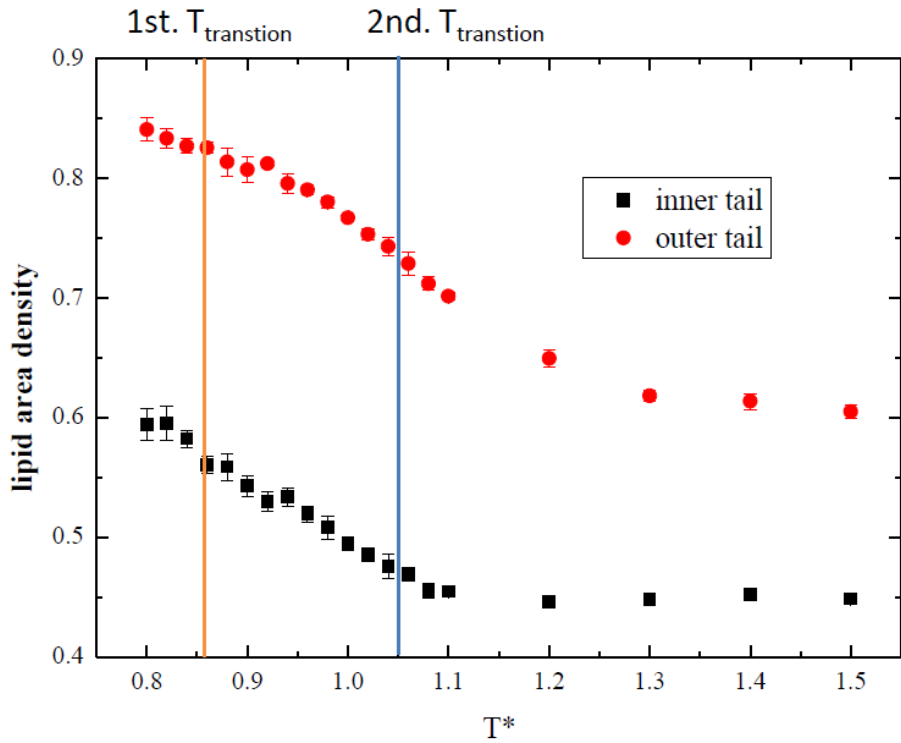 1st. Ttranstion 2nd. Ttranstion
0.9
0.8
0.7
0.6
0.5
0.4
lipid area density
inner tail
outer tail
0.8 0.9 1.0 1.1 1.2 1.3 1.4 1.5
T*